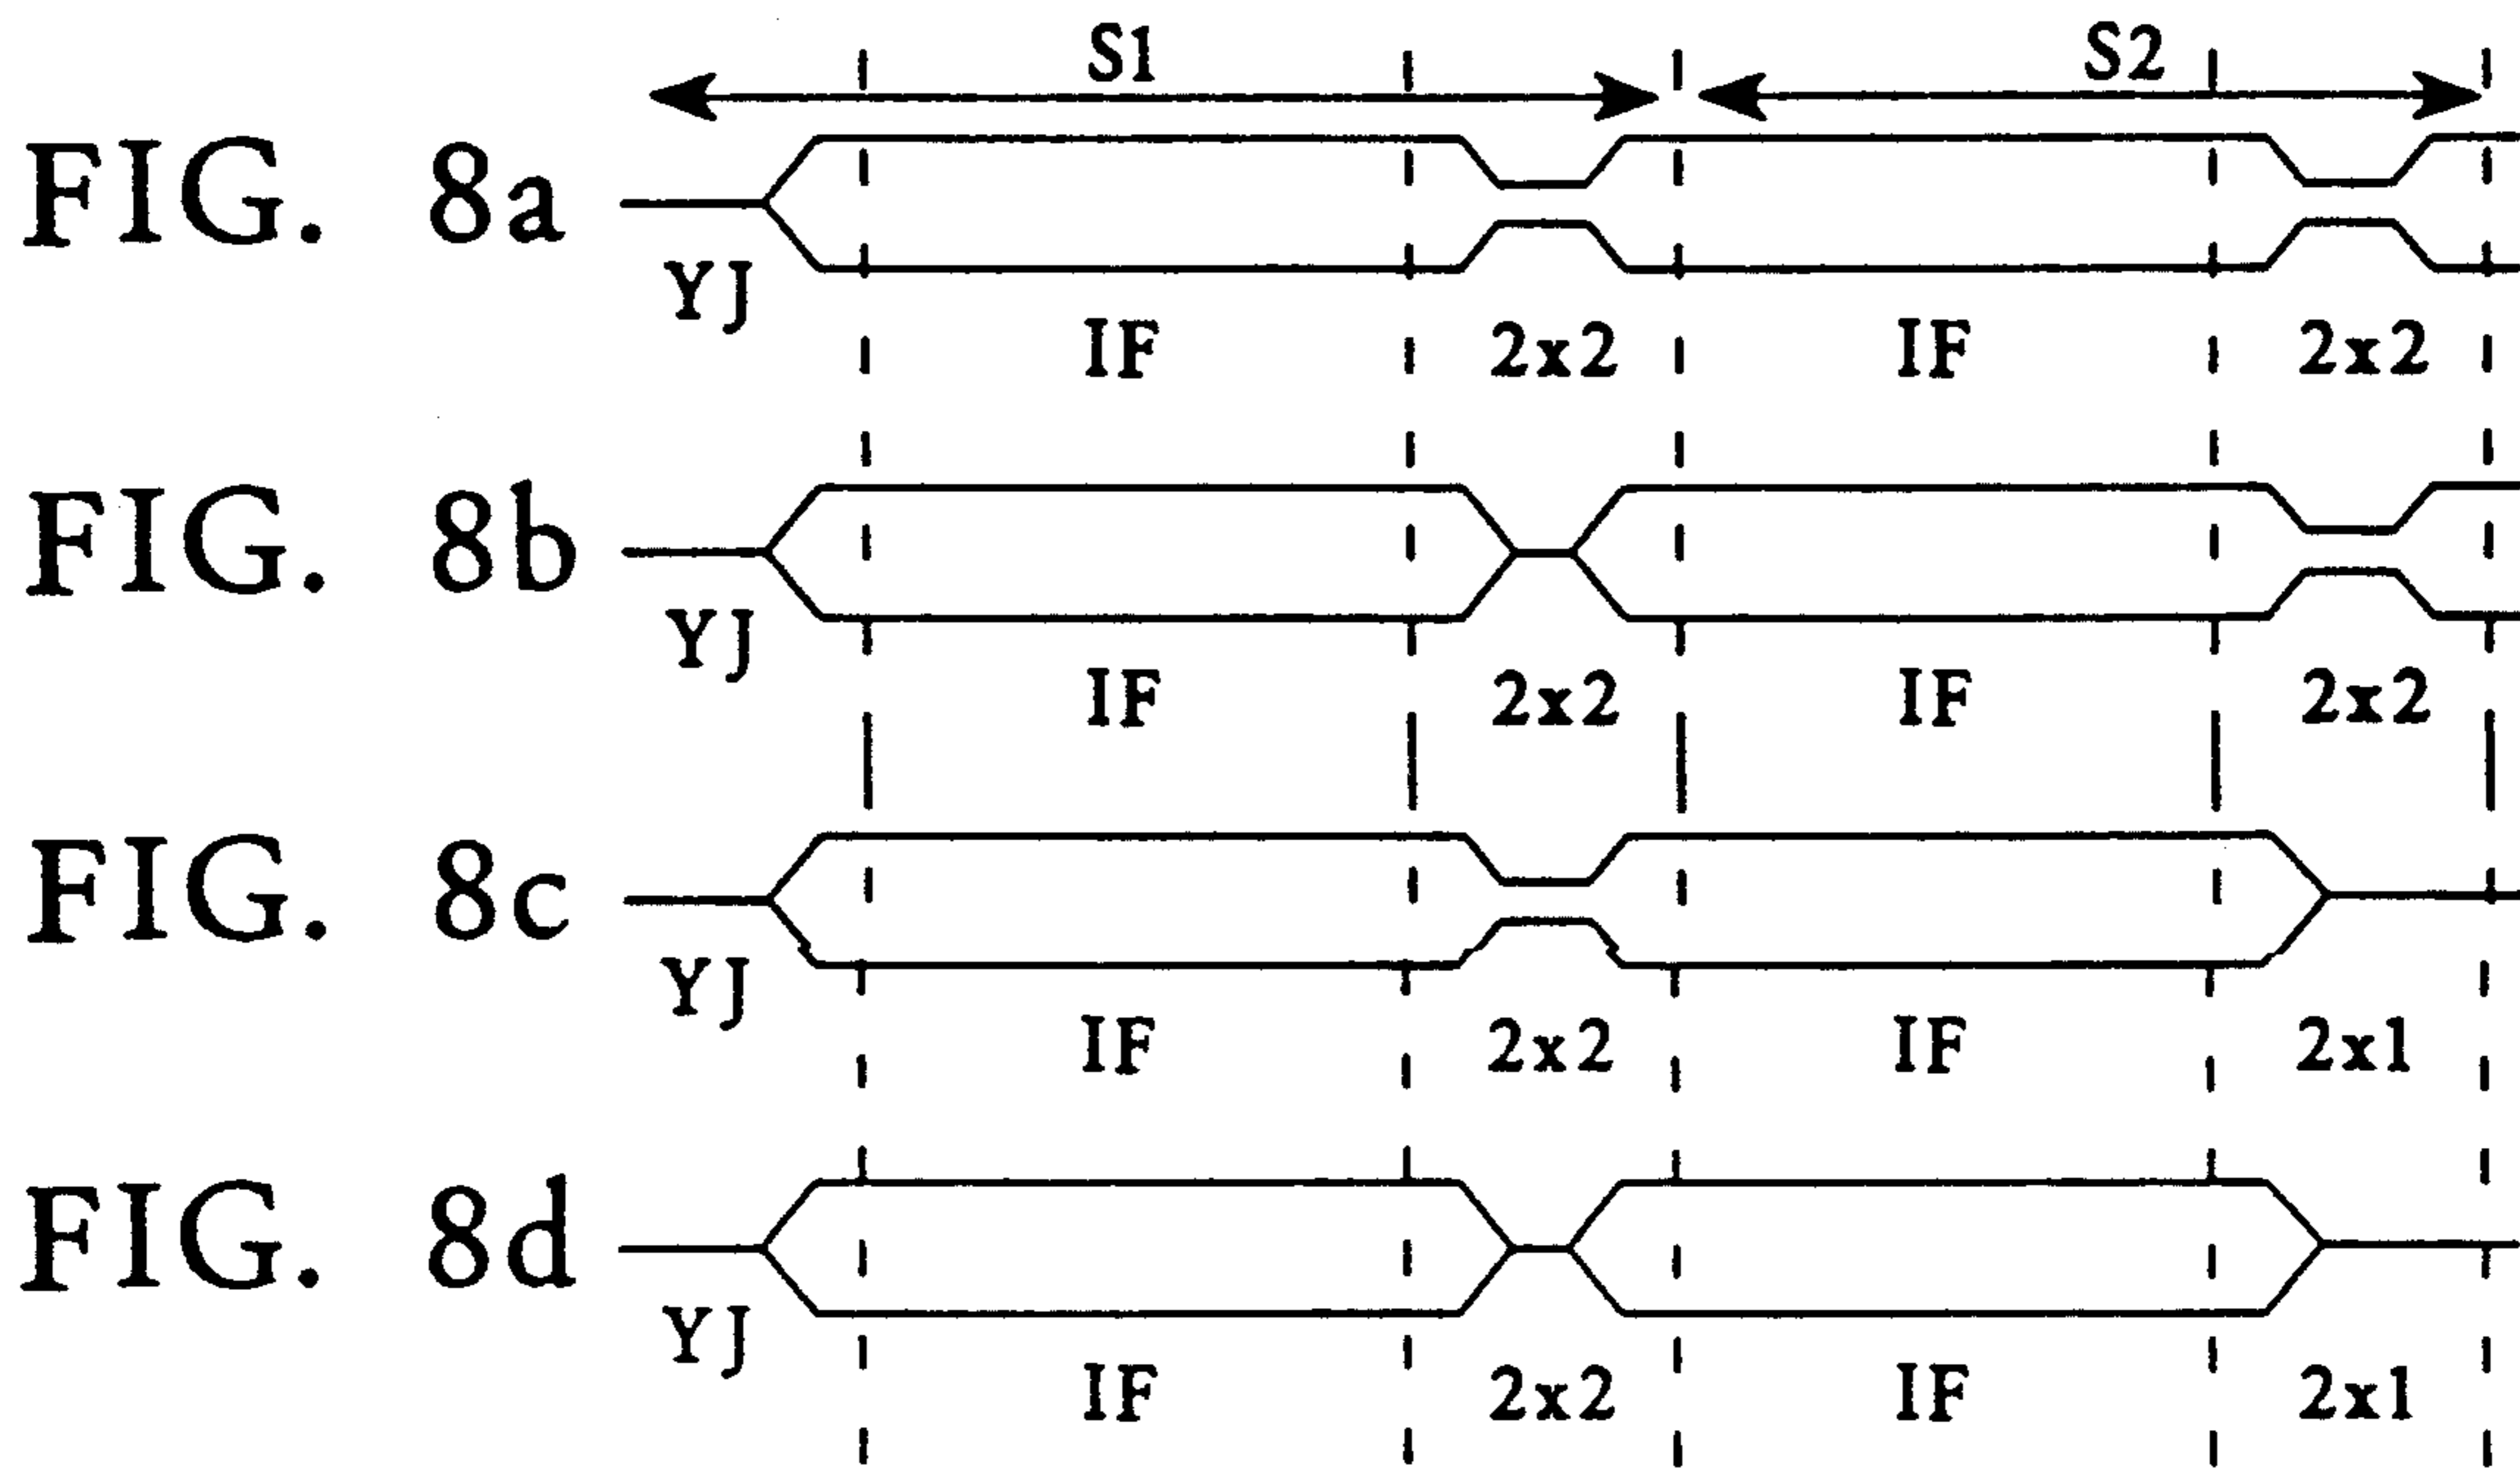 S1 S2
FIG. 8a
YJ IF 2x2 IF 2x2
FIG. 8b
YJ IF 2x2 IF 2x2
FIG. 8c
YJ IF 2x2 IF 2x1
FIG. 8d
YJ IF 2x2 IF 2x1